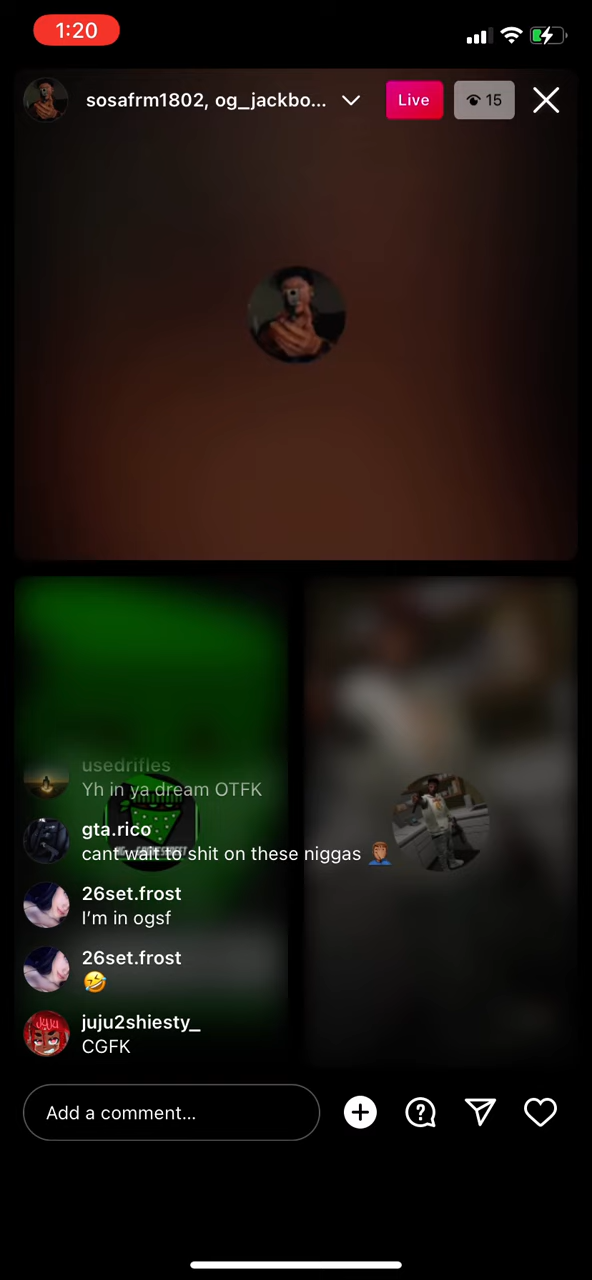 1:20
sosafrm1802, og_jackbo...
Live
15
usedrifles
Yh in ya dream OTFK
gta.rico
cant wait to shit on these niggas 🤦🏽‍♂️
26set.frost
I'm in ogsf
26set.frost
🤣
juju2shiesty_
CGFK
Add a comment...